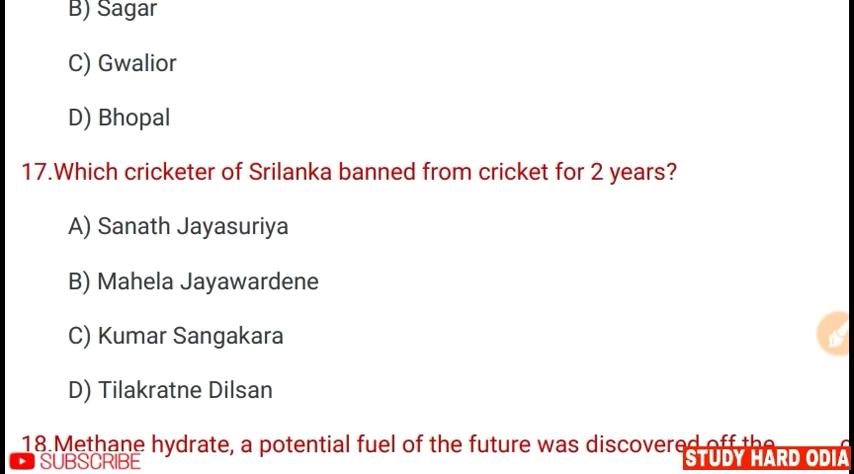 B) Sagar
C) Gwalior
D) Bhopal
17.Which cricketer of Srilanka banned from cricket for 2 years?
A) Sanath Jayasuriya
B) Mahela Jayawardene
C) Kumar Sangakara
D) Tilakratne Dilsan
18.Methane hydrate, a potential fuel of the future was discovered off the
SUBSCRIBE
STUDY HARD ODIA